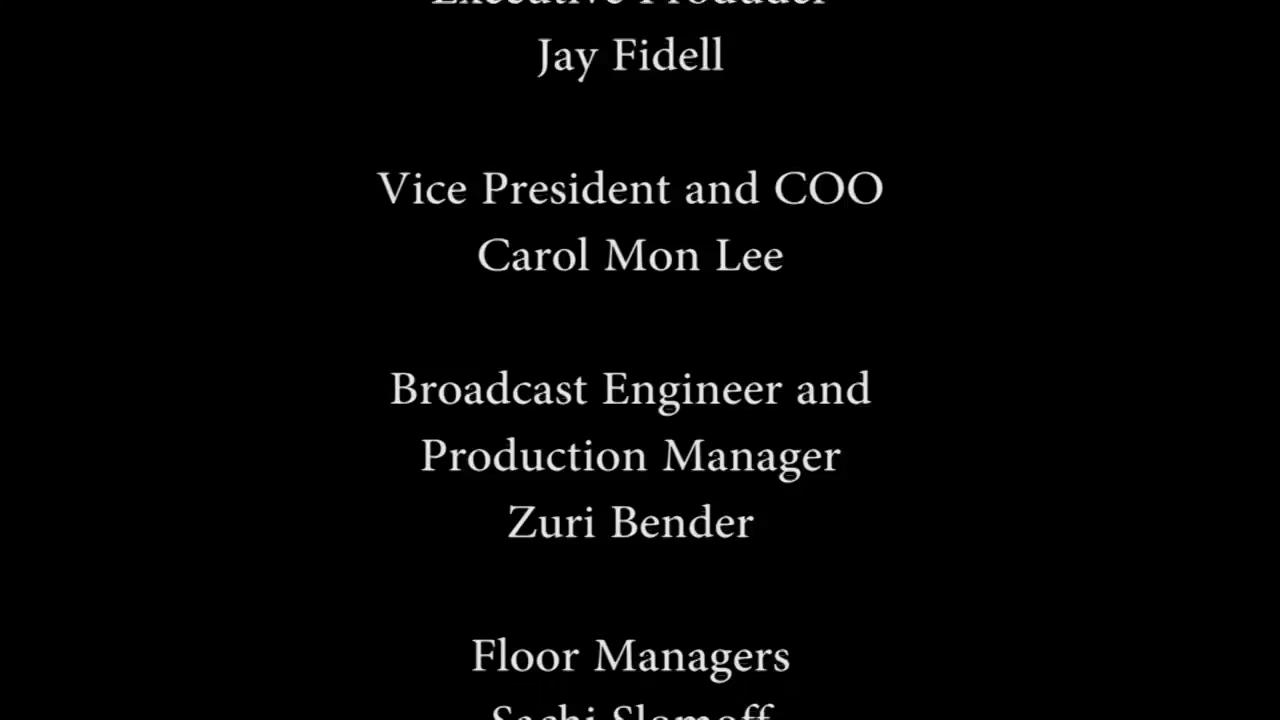 Executive Producer
Jay Fidell
Vice President and COO
Carol Mon Lee
Broadcast Engineer and
Production Manager
Zuri Bender
Floor Managers
Sachi Slomoff